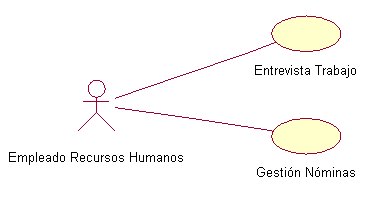 Entrevista Trabajo
Empleado Recursos Humanos
Gestión Nóminas